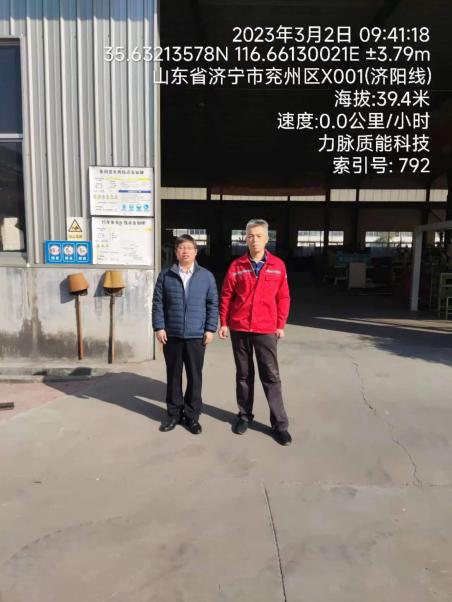 2023年3月2日 09:41:18
35.63213578N 116.66130021E ±3.79m
山东省济宁市兖州区X001(济阳线)
海拔:39.4米
速度:0.0公里/小时
力脉质能科技
索引号: 792